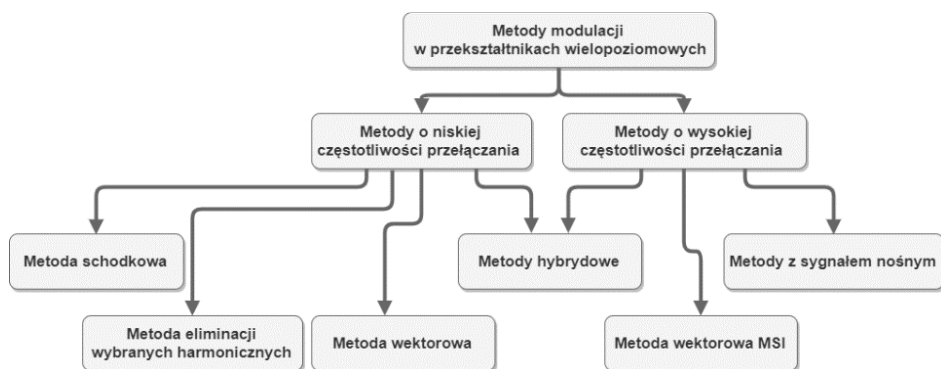 Metody modulacji
w przekształtnikach wielopoziomowych
Metody o niskiej
częstotliwości przełączania
Metody o wysokiej
częstotliwości przełączania
Metoda schodkowa
Metody hybrydowe
Metody z sygnałem nośnym
Metoda eliminacji
wybranych harmonicznych
Metoda wektorowa
Metoda wektorowa MSI